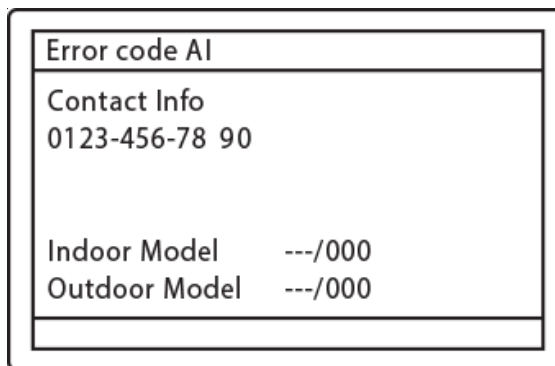 Error code AI
Contact Info
0123-456-78 90
Indoor Model ---/000
Outdoor Model ---/000